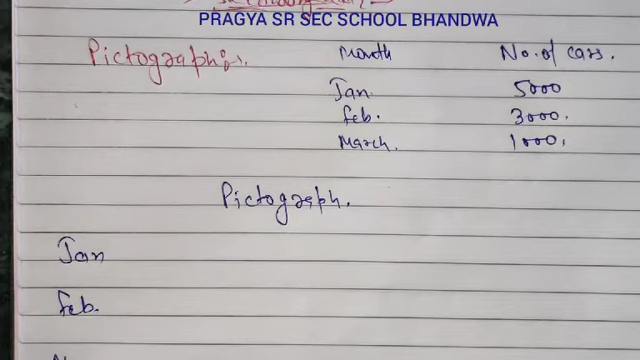 PRAGYA SR SEC SCHOOL BHANDWA
Pictograph:-
Month No. of cars.
Jan. 5000
Feb. 3000.
March. 1000.
Pictograph.
Jan
Feb.